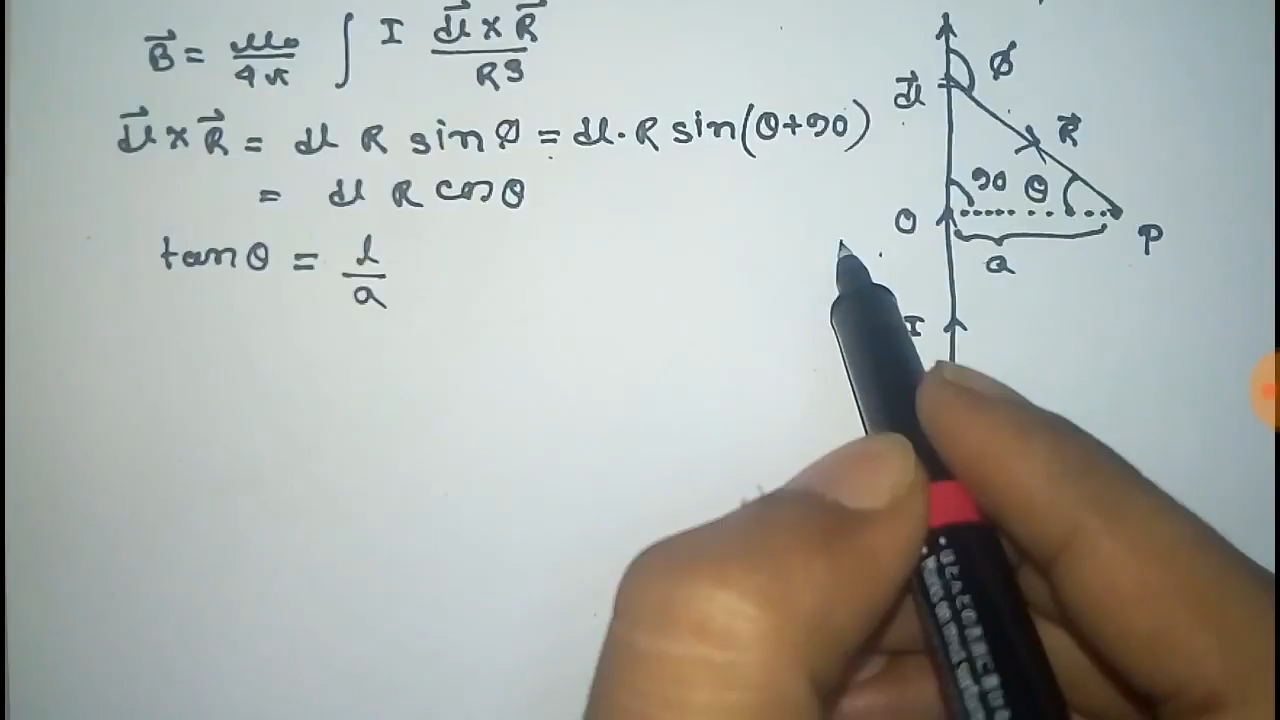 B⃗ = μ₀/4π ∫ I dl⃗ × R⃗ / R³
dl⃗ × R⃗ = dl R sin ø = dl · R sin(θ+90)
= dl R cos θ
tan θ = l/a
ø
dl⃗
R⃗
90 θ
O
P
a
I